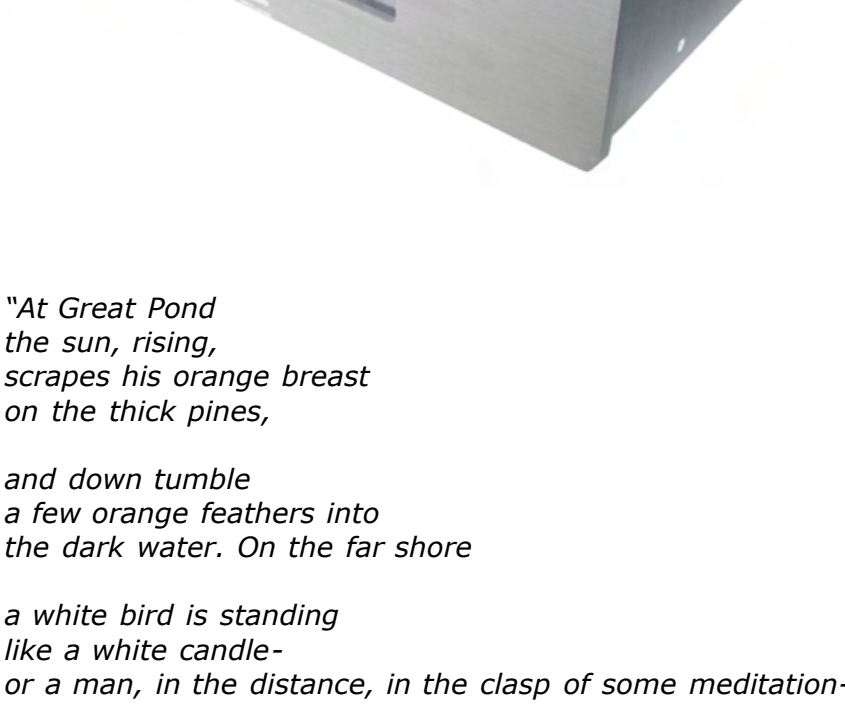 “At Great Pond
the sun, rising,
scrapes his orange breast
on the thick pines,
and down tumble
a few orange feathers into
the dark water. On the far shore
a white bird is standing
like a white candle-
or a man, in the distance, in the clasp of some meditation-